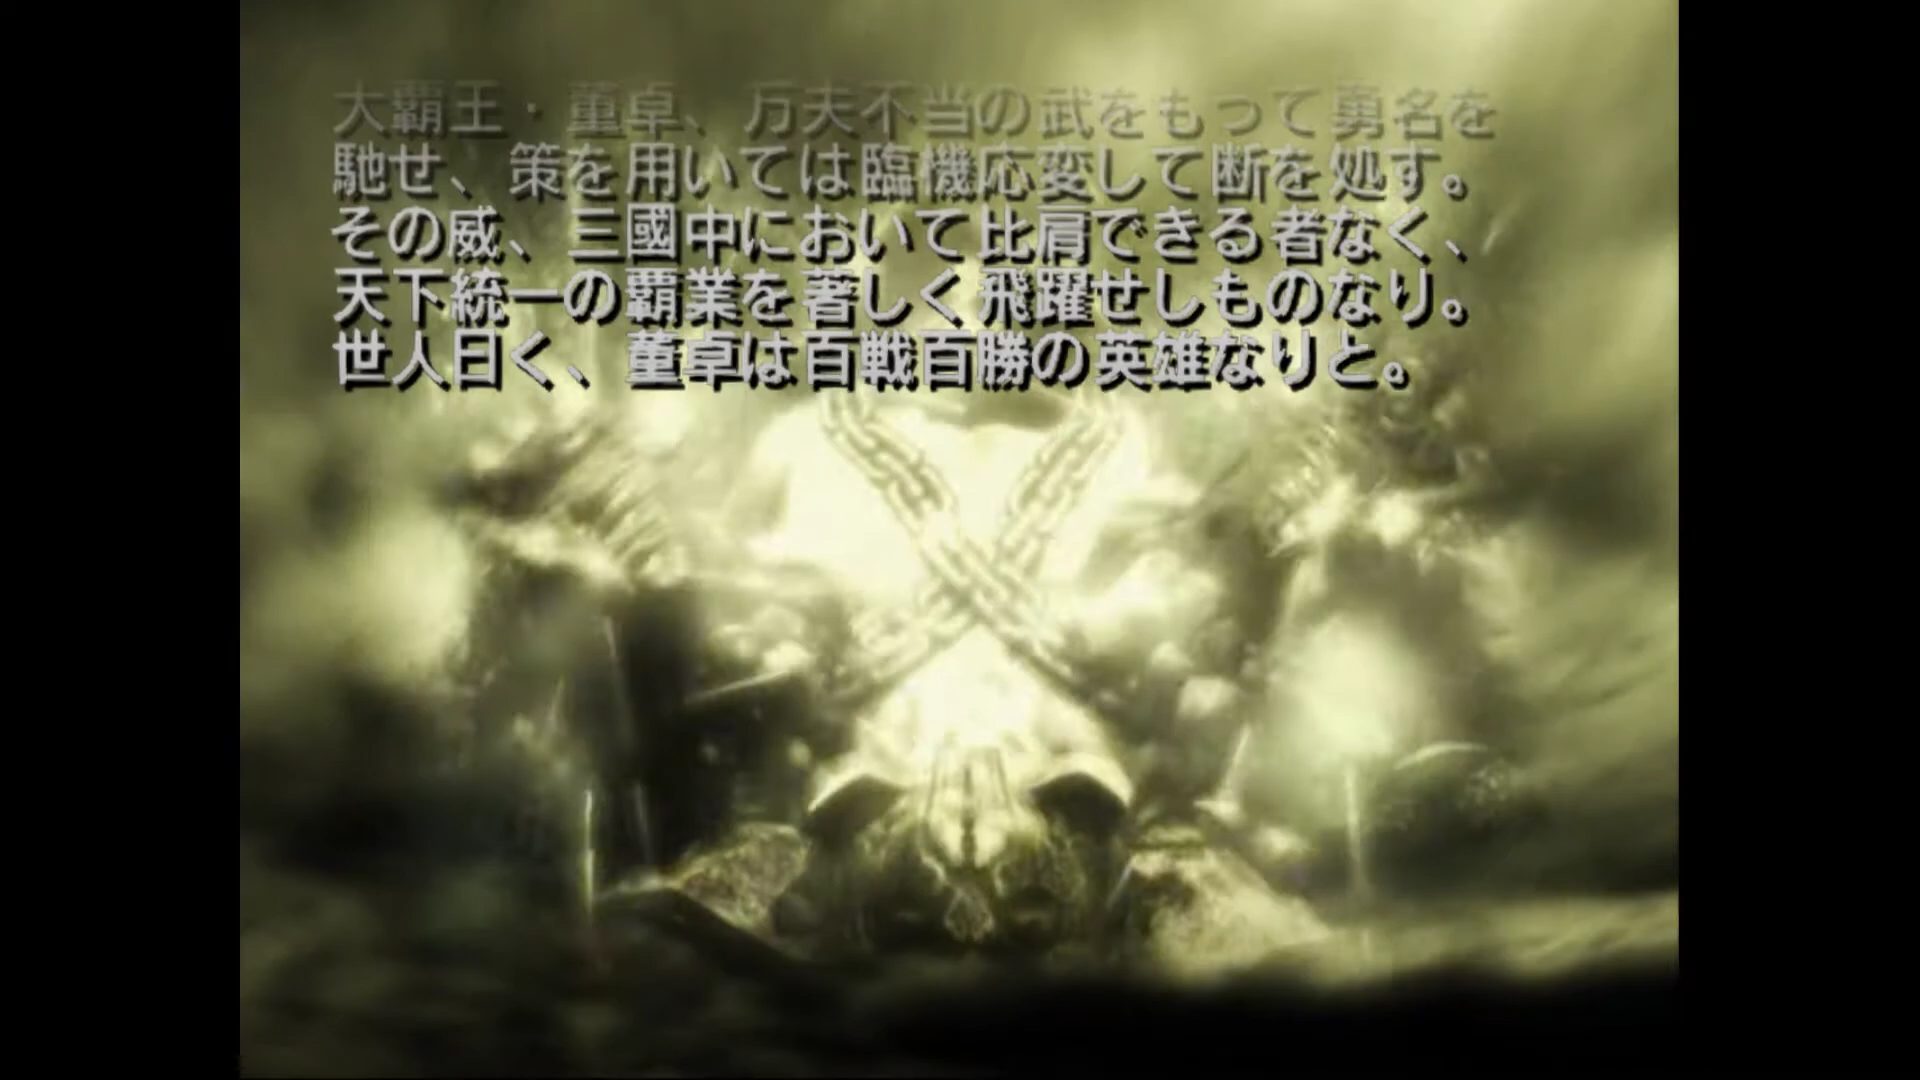 大覇王・董卓、万夫不当の武をもって勇名を
馳せ、策を用いては臨機応変して断を処す。
その威、三國中において比肩できる者なく、
天下統一の覇業を著しく飛躍せしものなり。
世人曰く、董卓は百戦百勝の英雄なりと。